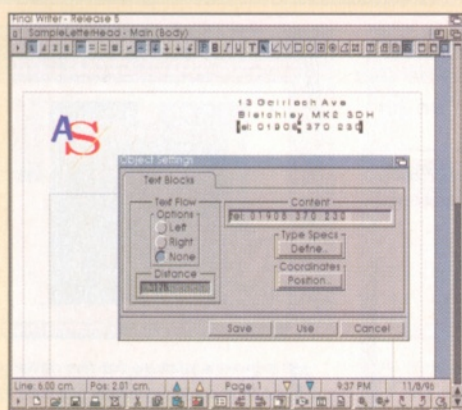 Final Writer - Release 5
SampleLetterHead - Main (Body)
AS
13 Gairloch Ave
Bletchley MK2 3DH
tel: 01908 370 230
Object Settings
Text Blocks
Text Flow
Options
Left
Right
None
Distance
Content
tel: 01908 370 230
Type Specs
Define...
Coordinates
Position...
Save Use Cancel
Line: 6.00 cm. Pos: 2.01 cm. Page: 1 9:37 PM 11/8/96